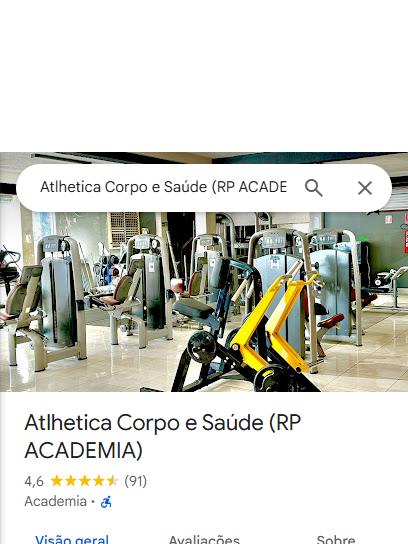 Atlhetica Corpo e Saúde (RP ACADE
Atlhetica Corpo e Saúde (RP
ACADEMIA)
4,6 (91)
Academia ·
Visão geral Avaliações Sobre